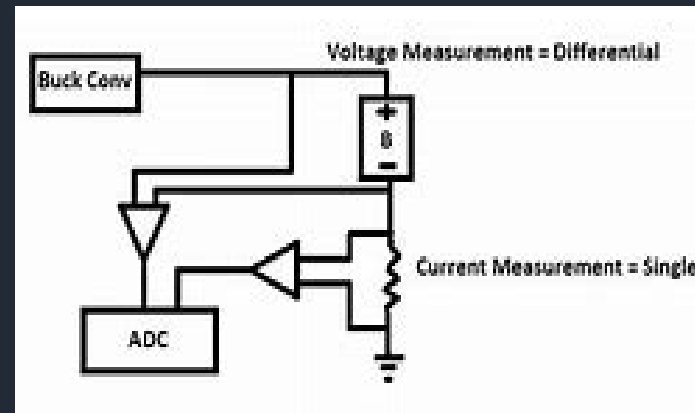 Voltage Measurement = Differential
Buck Conv
+
B
-
Current Measurement = Single
ADC